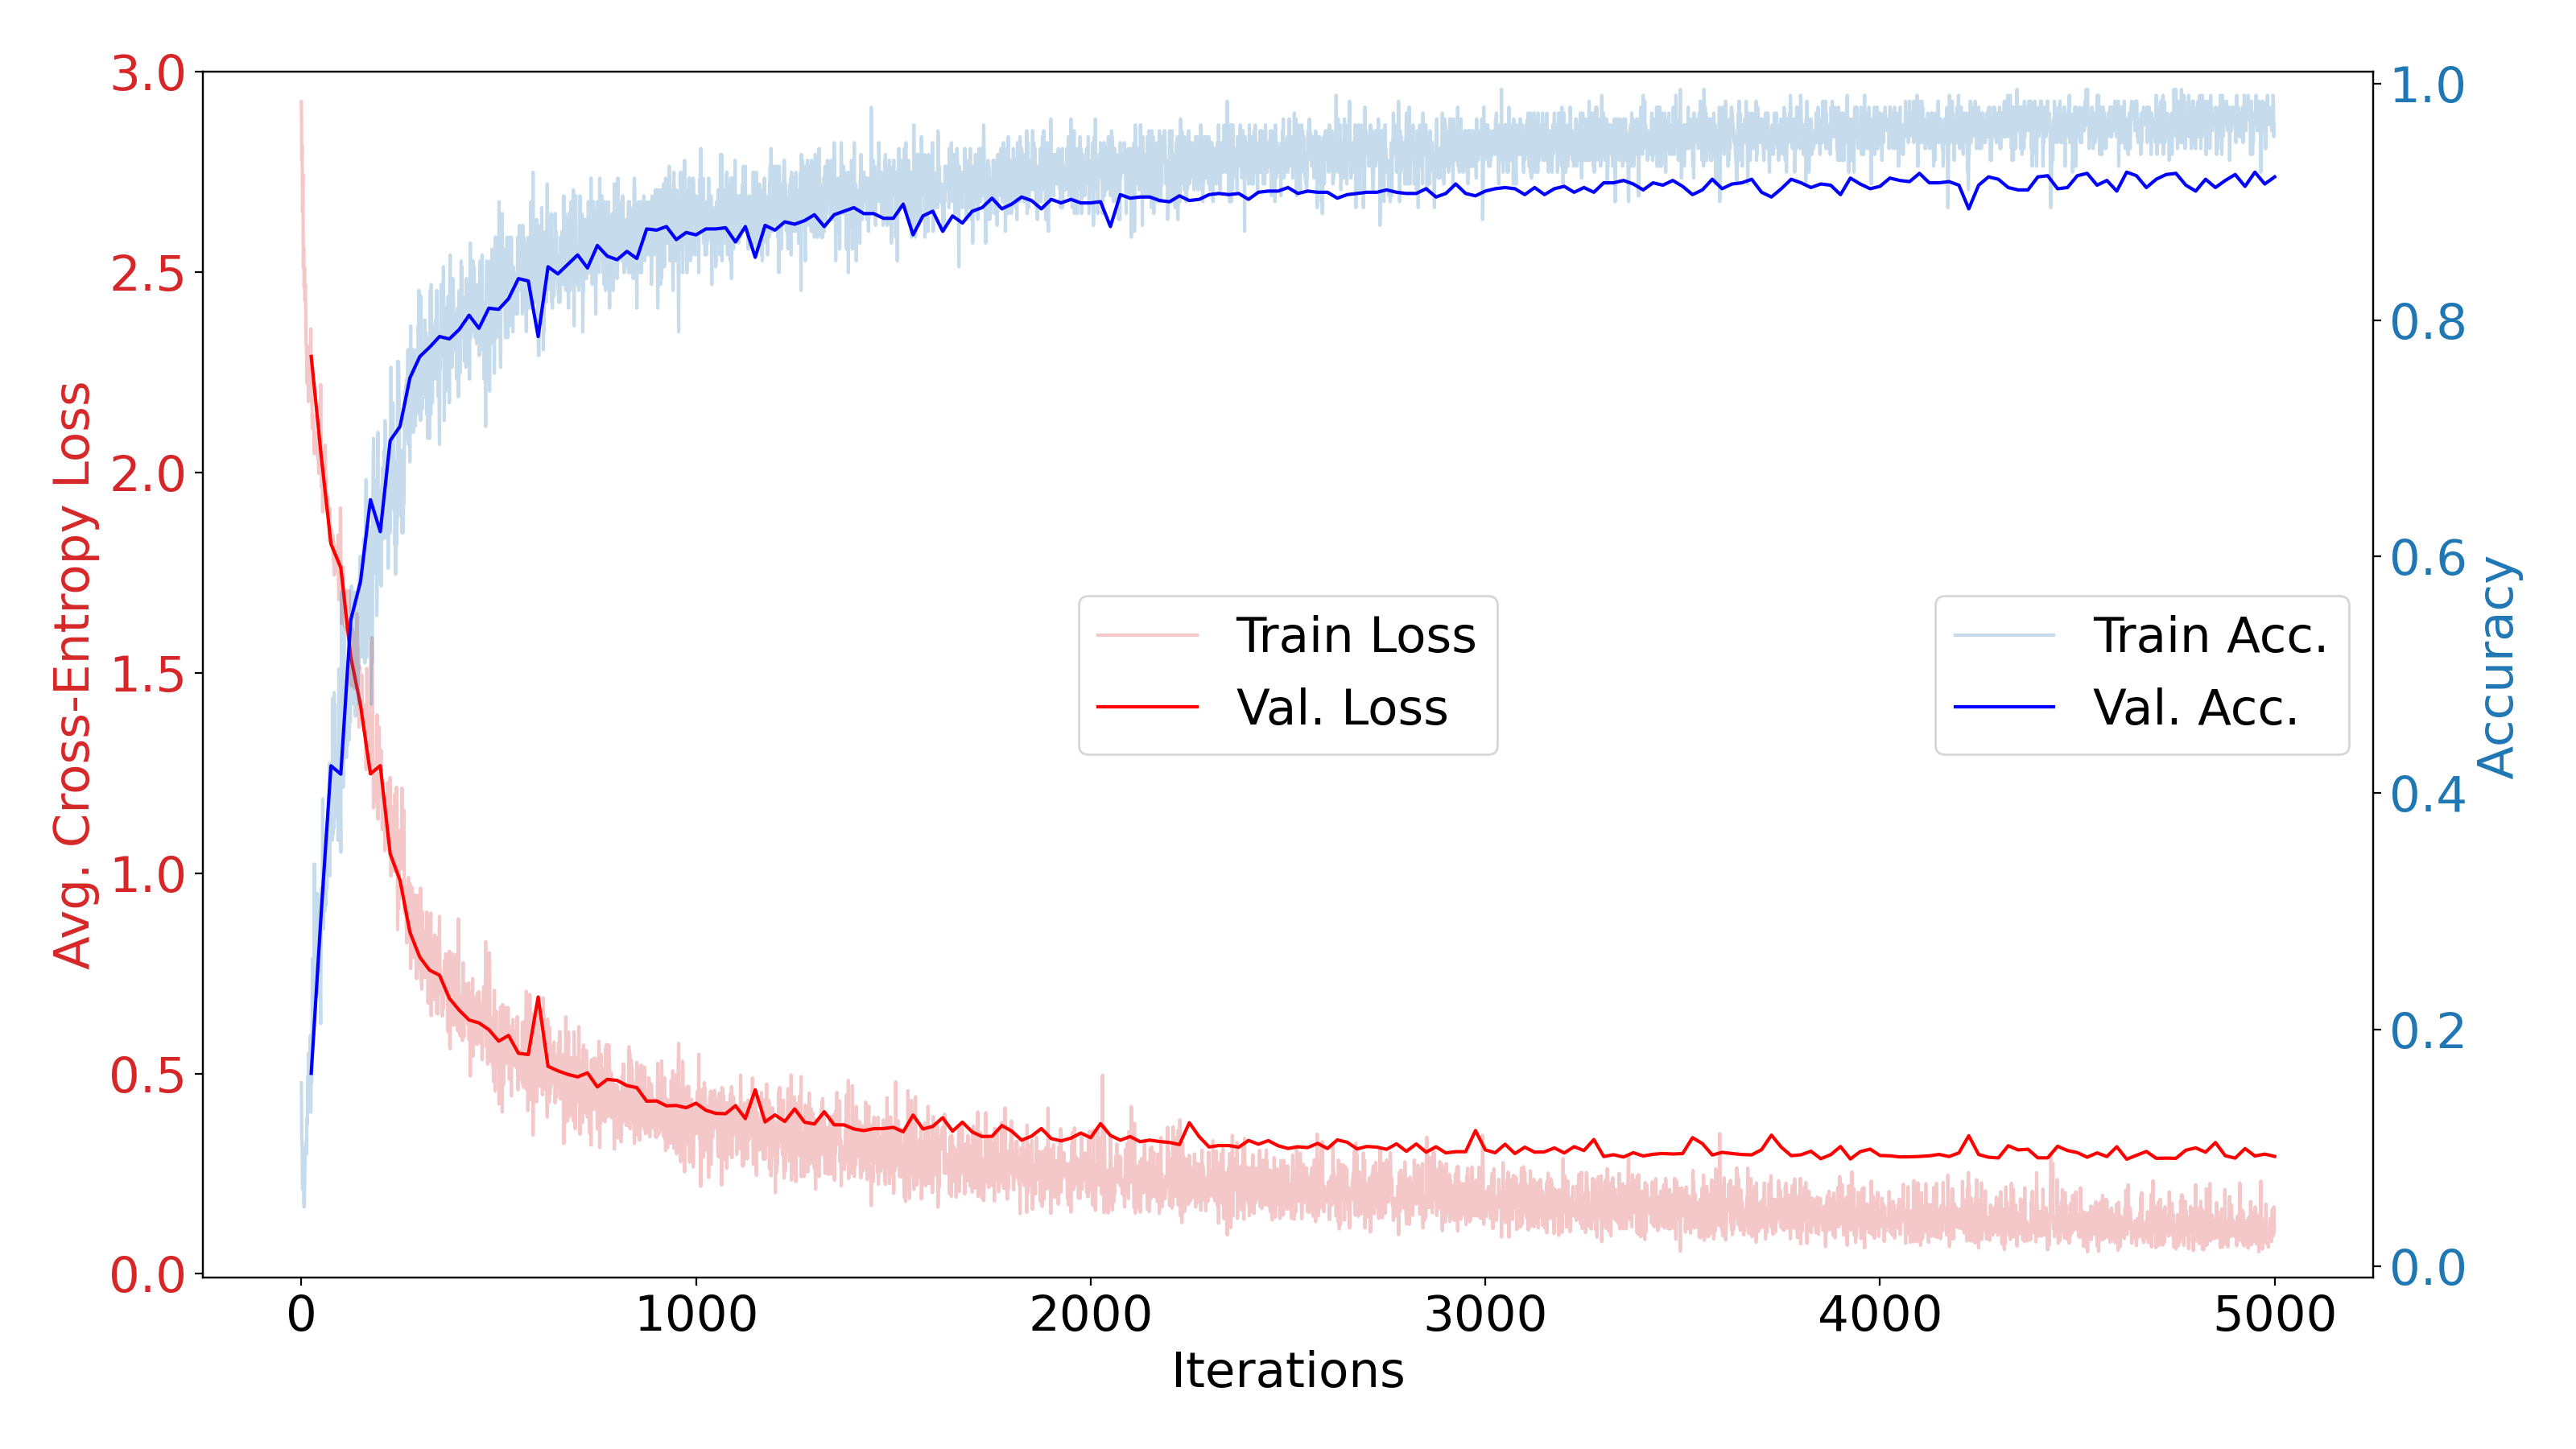 3.0
2.5
2.0
1.5
1.0
0.5
0.0
Avg. Cross-Entropy Loss
1.0
0.8
0.6
0.4
0.2
0.0
Accuracy
Train Loss
Val. Loss
Train Acc.
Val. Acc.
0 1000 2000 3000 4000 5000
Iterations